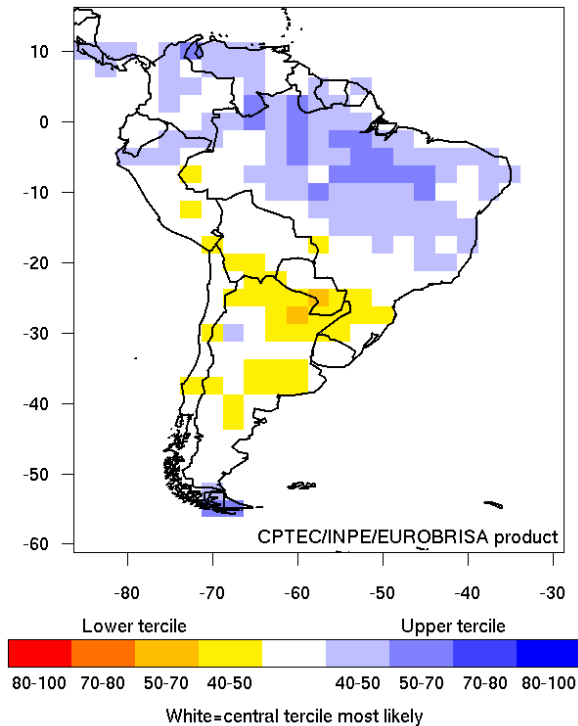 10
0
-10
-20
-30
-40
-50
-60
CPTEC/INPE/EUROBRISA product
-80 -70 -60 -50 -40 -30
Lower tercile Upper tercile
80-100 70-80 50-70 40-50 40-50 50-70 70-80 80-100
White=central tercile most likely